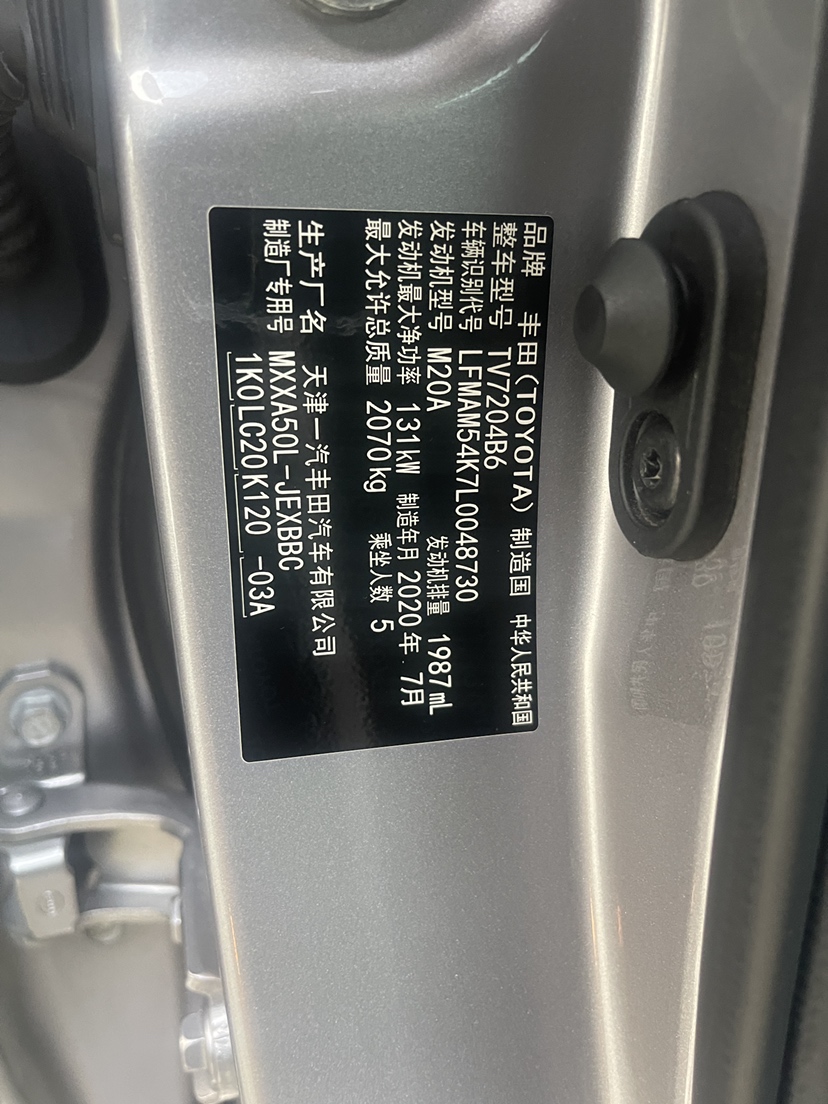 品牌 丰田(TOYOTA) 制造国 中华人民共和国
整车型号 TV7204B6
车辆识别代号 LFMAM54K7L0048730
发动机型号 M20A 发动机排量 1987mL
发动机最大净功率 131kW 制造年月 2020年 7月
最大允许总质量 2070kg 乘坐人数 5
生产厂名 天津一汽丰田汽车有限公司
制造厂专用号 MXXA50L-JEXBBC
1K0LC20K120 -03A